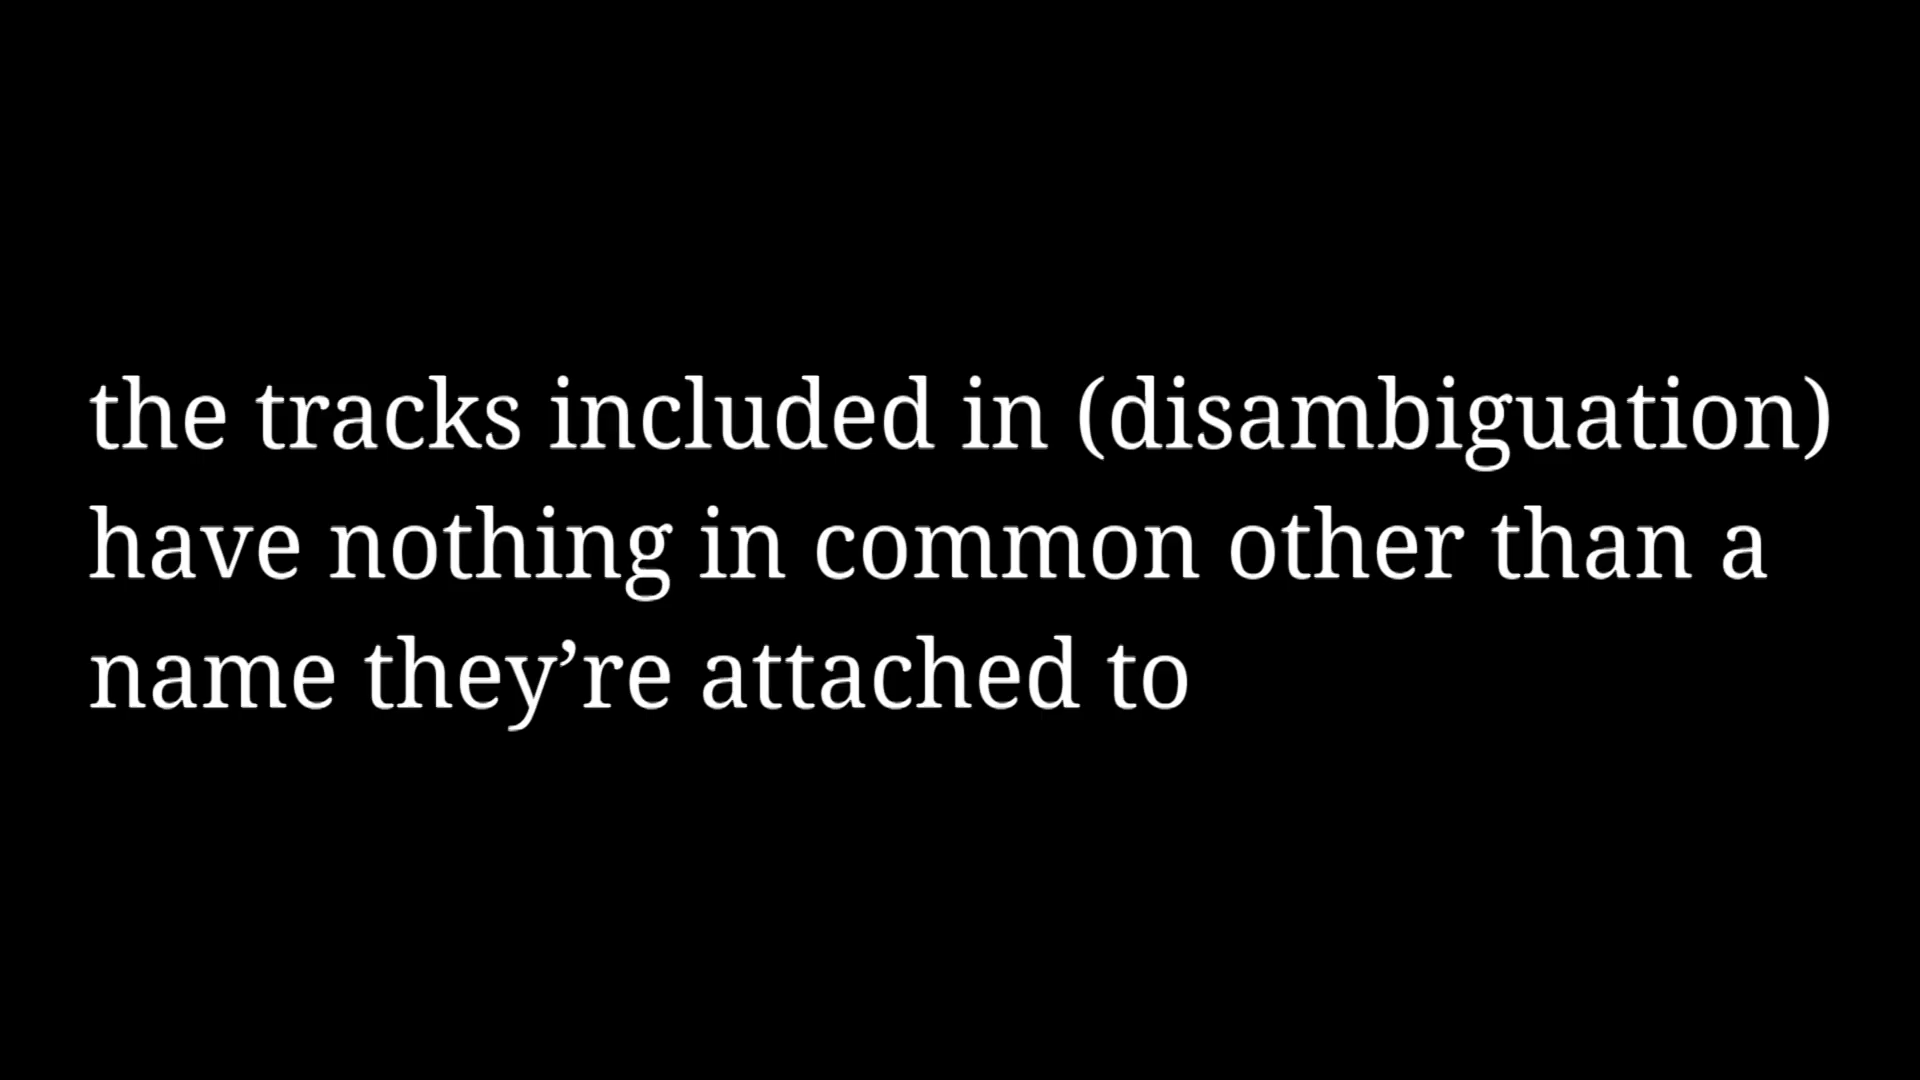 the tracks included in (disambiguation)
have nothing in common other than a
name they’re attached to